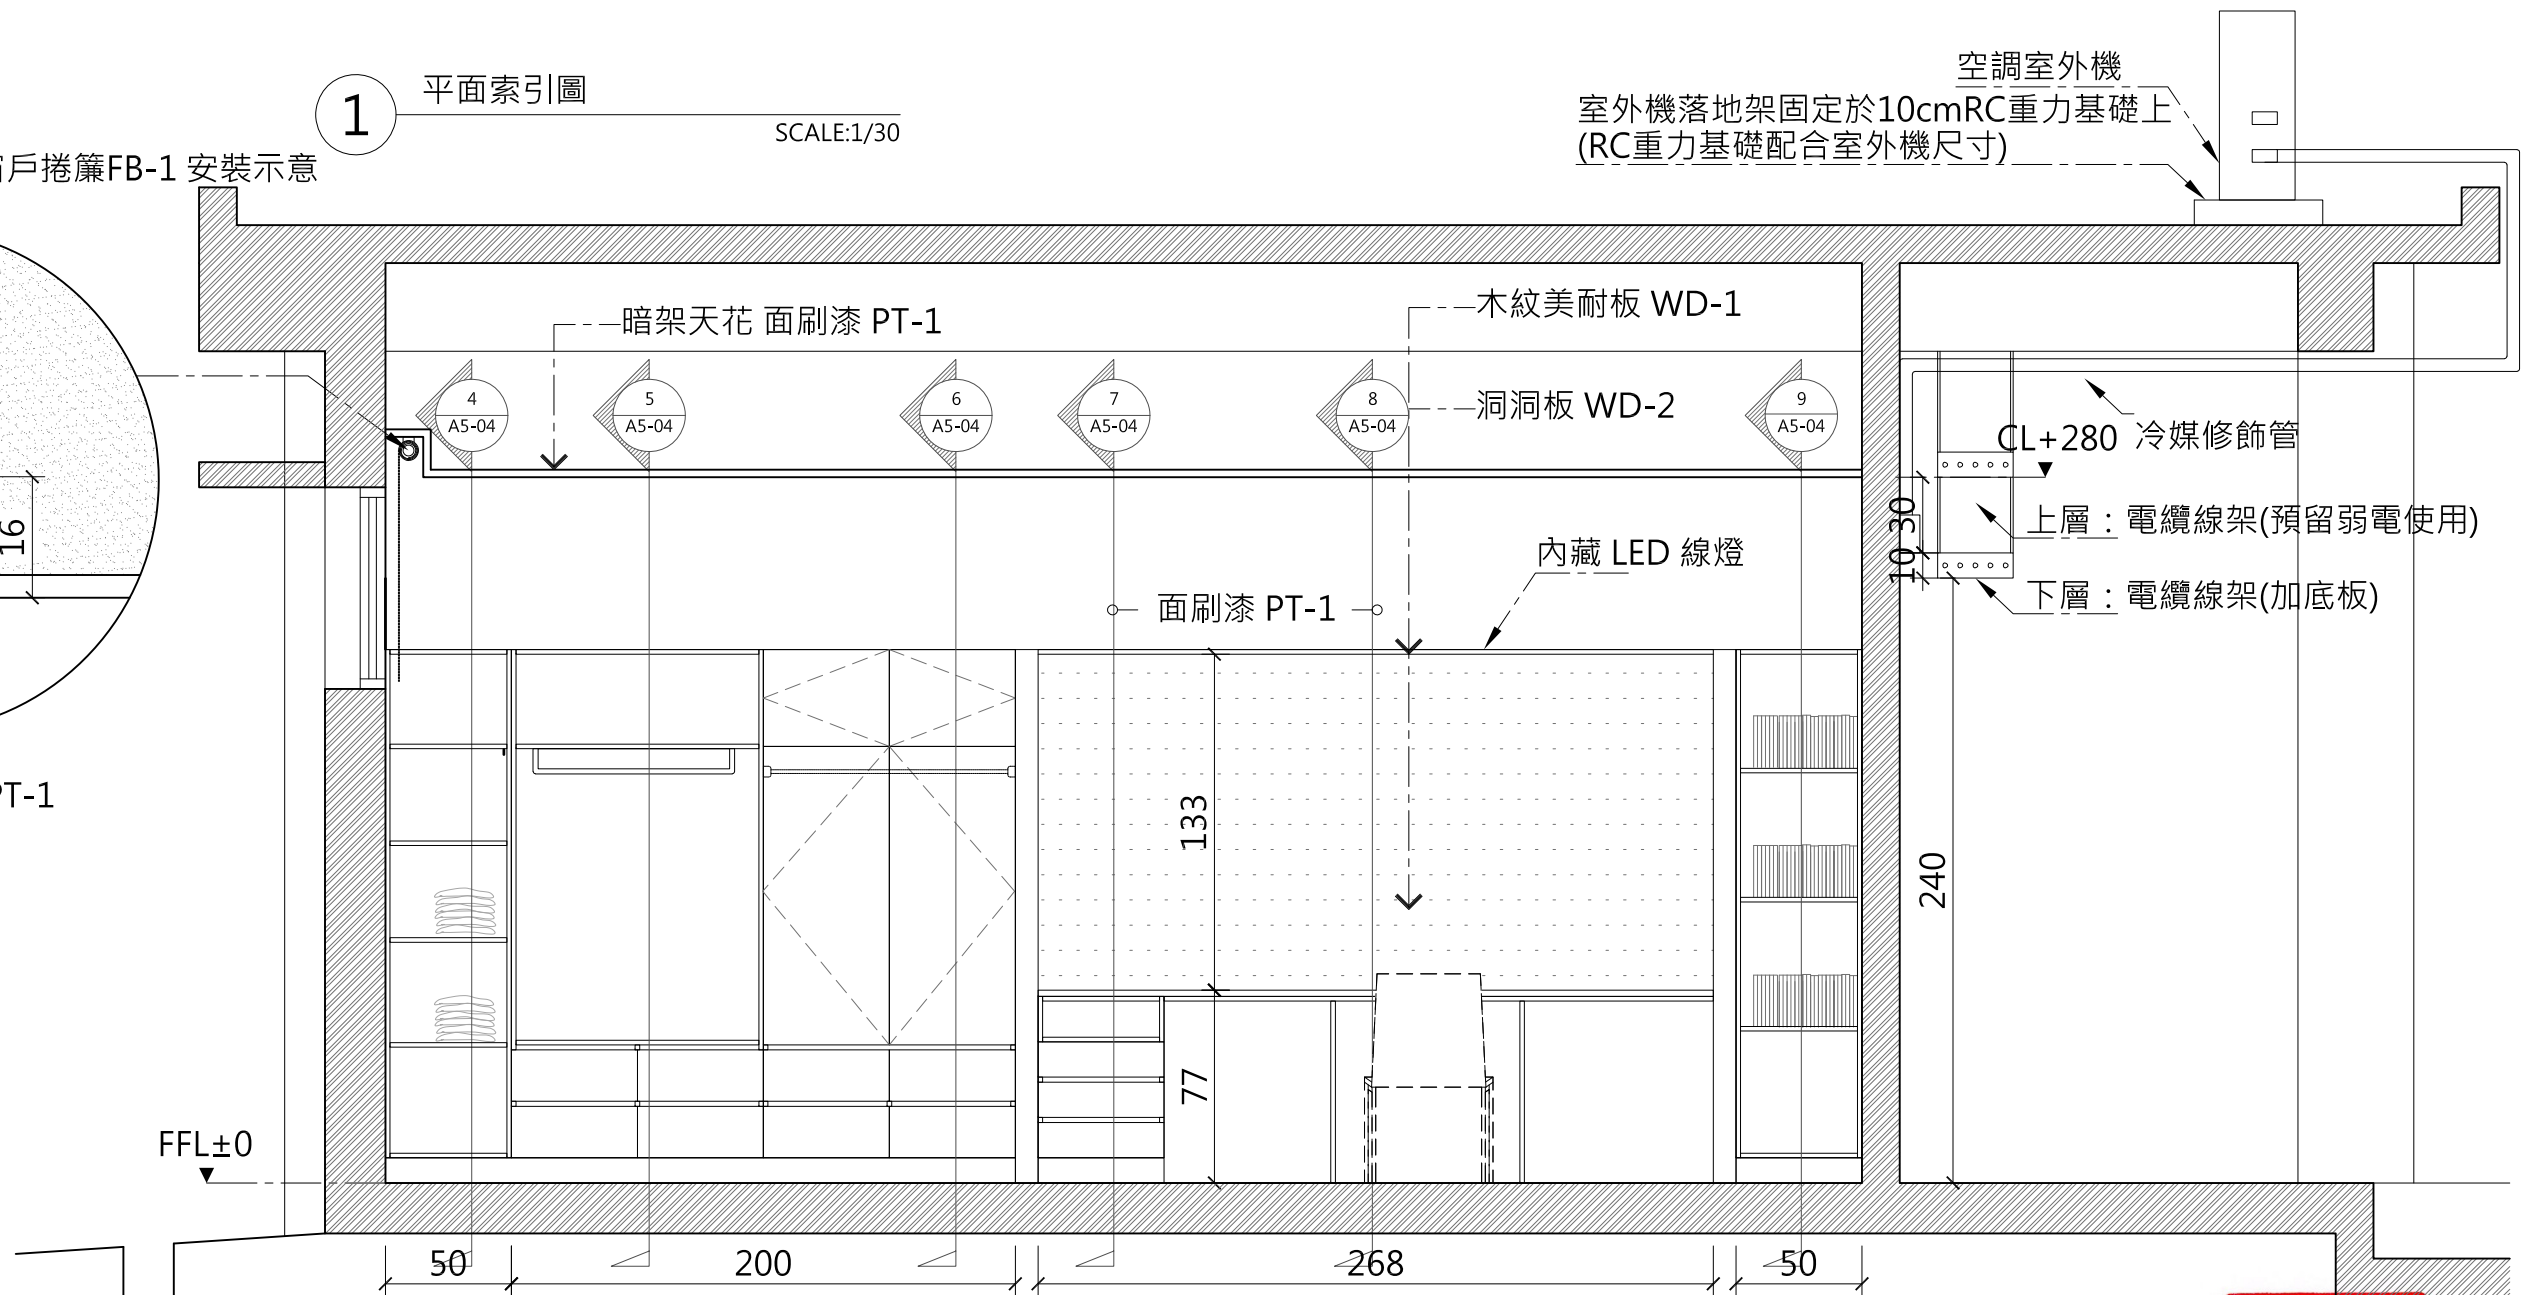 1
平面索引圖
SCALE:1/30
空調室外機
室外機落地架固定於10cmRC重力基礎上
(RC重力基礎配合室外機尺寸)
戶捲簾FB-1 安裝示意
暗架天花 面刷漆 PT-1
木紋美耐板 WD-1
4
A5-04
5
A5-04
6
A5-04
7
A5-04
8
A5-04
洞洞板 WD-2
9
A5-04
CL+280
冷媒修飾管
16
30
上層：電纜線架(預留弱電使用)
內藏 LED 線燈
10
下層：電纜線架(加底板)
面刷漆 PT-1
PT-1
133
240
77
FFL±0
50
200
268
50